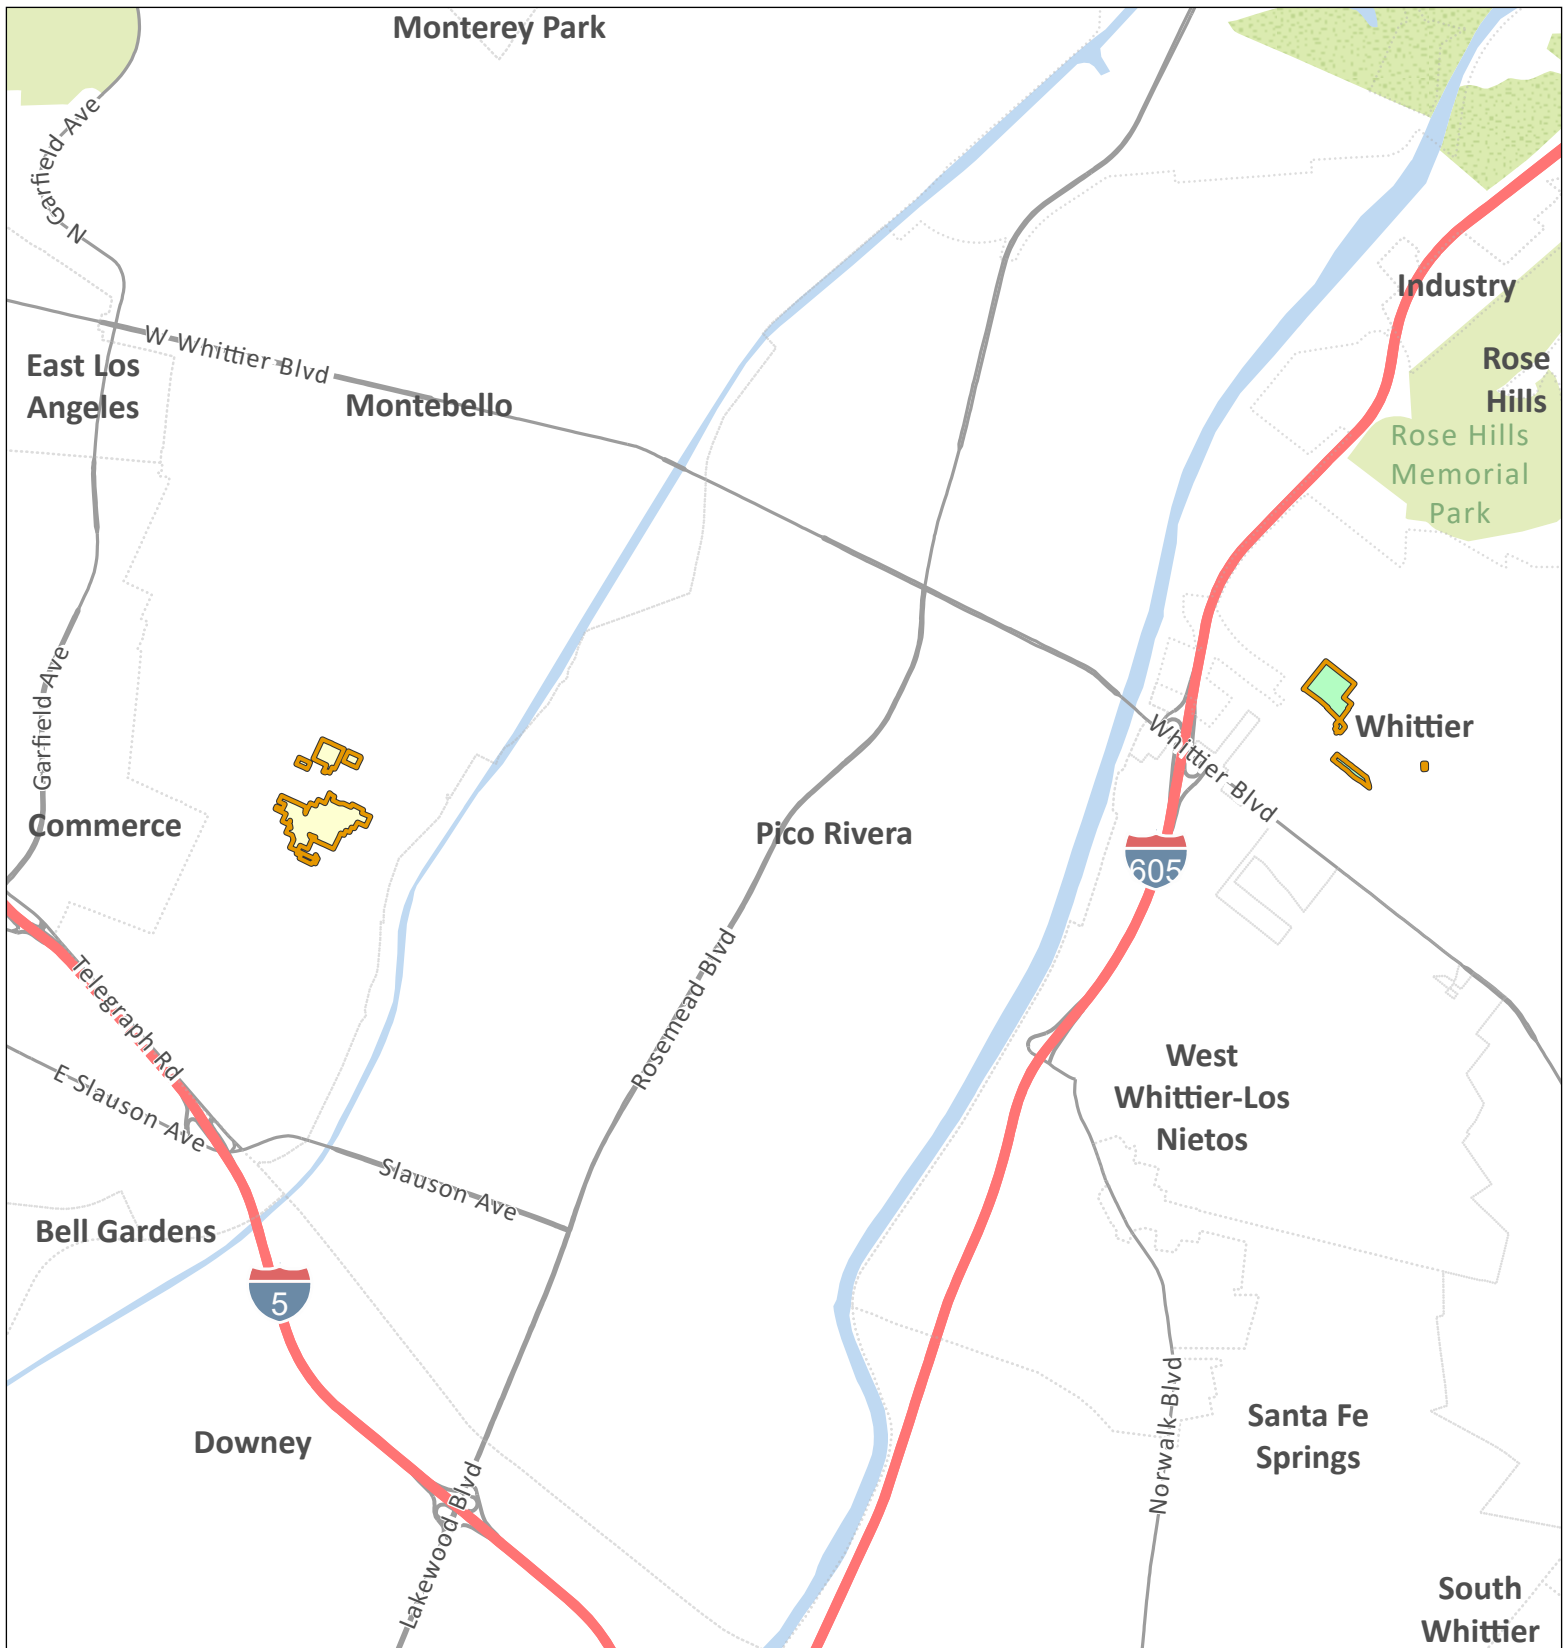 Monterey Park
N Garfield Ave
Industry
W Whittier Blvd
East Los
Angeles
Rose
Hills
Montebello
Rose Hills
Memorial
Park
Garfield Ave
Whittier
Whittier Blvd
Commerce
Pico Rivera
605
Telegraph Rd
Rosemead Blvd
E Slauson Ave
West
Whittier-Los
Nietos
Slauson Ave
Bell Gardens
5
Santa Fe
Springs
Norwalk Blvd
Downey
Lakewood Blvd
South
Whittier